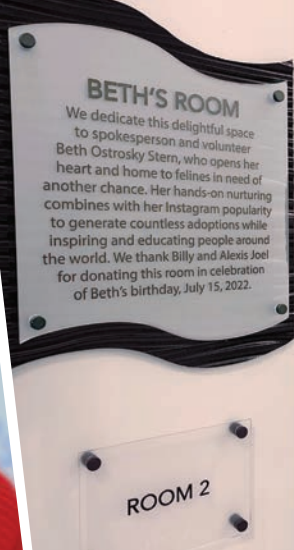 BETH'S ROOM
We dedicate this delightful space
to spokesperson and volunteer
Beth Ostrosky Stern, who opens her
heart and home to felines in need of
another chance. Her hands-on nurturing
combines with her Instagram popularity
to generate countless adoptions while
inspiring and educating people around
the world. We thank Billy and Alexis Joel
for donating this room in celebration
of Beth's birthday, July 15, 2022.
ROOM 2